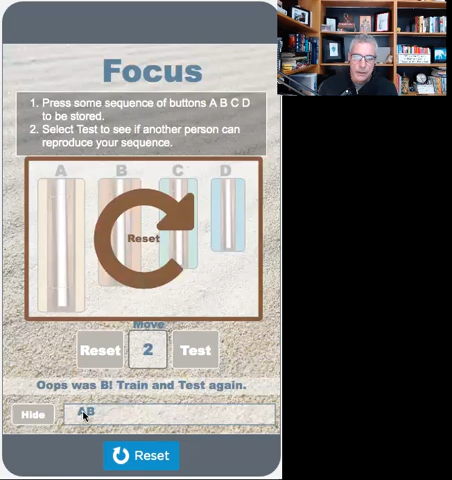 Focus
1. Press some sequence of buttons A B C D
to be stored.
2. Select Test to see if another person can
reproduce your sequence.
A B C D
Reset
Move
Reset 2 Test
Oops was B! Train and Test again.
Hide AB
Reset